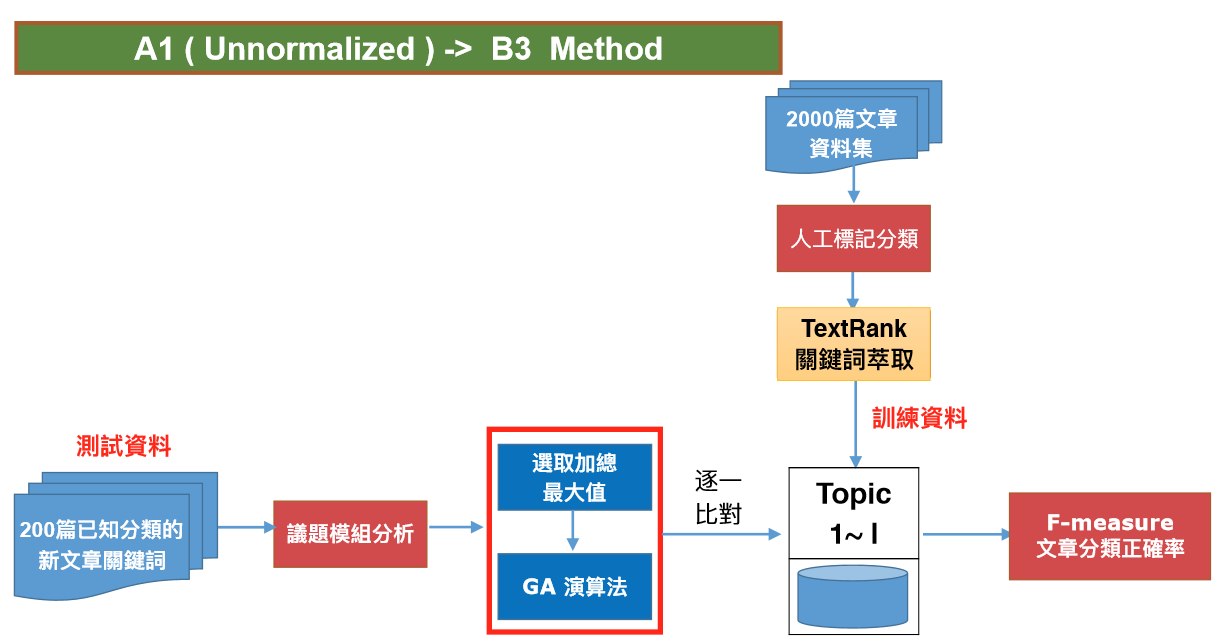 A1 ( Unnormalized ) -> B3 Method
2000篇文章
資料集
人工標記分類
TextRank
關鍵詞萃取
訓練資料
測試資料
200篇已知分類的
新文章關鍵詞
議題模組分析
選取加總
最大值
GA 演算法
逐一
比對
Topic
1~ I
F-measure
文章分類正確率